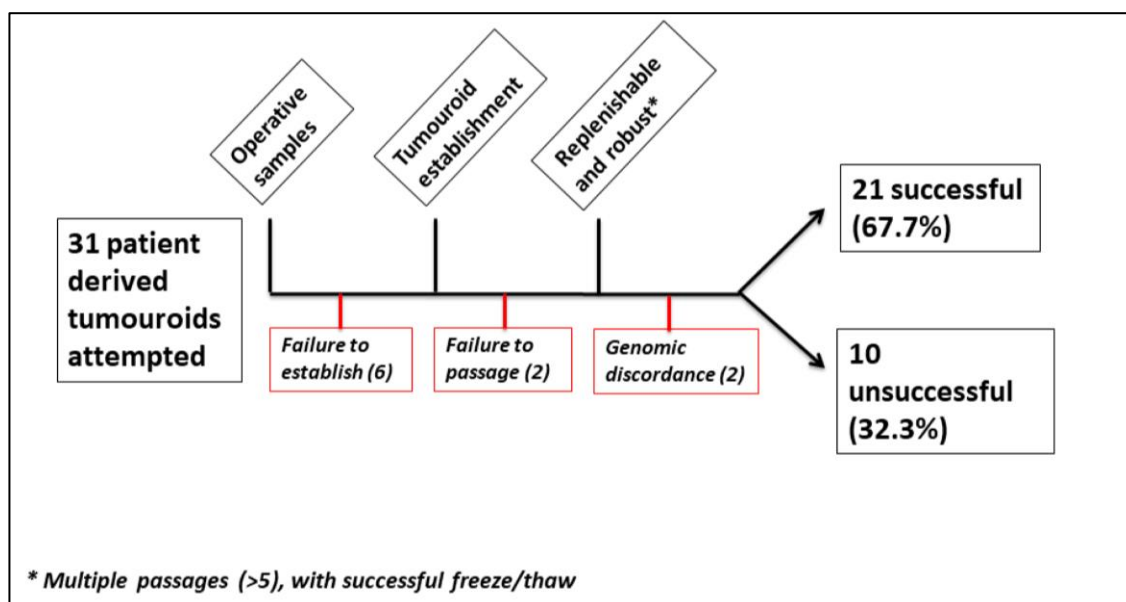 Operative
samples
Tumouroid
establishment
Replenishable
and robust*
31 patient
derived
tumouroids
attempted
21 successful
(67.7%)
Failure to
establish (6)
Failure to
passage (2)
Genomic
discordance (2)
10
unsuccessful
(32.3%)
* Multiple passages (>5), with successful freeze/thaw